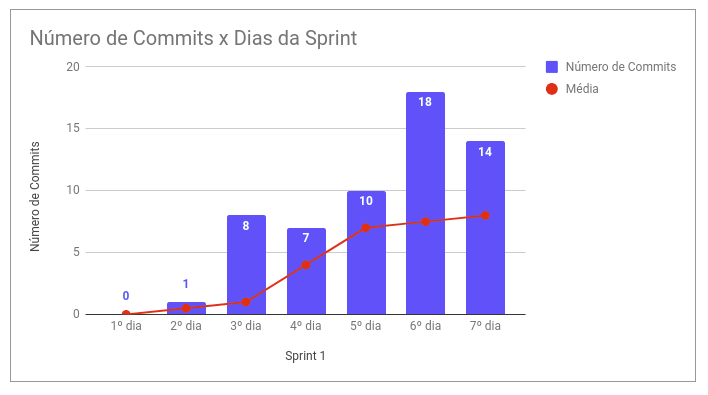 Número de Commits x Dias da Sprint
Número de Commits
Média
Número de Commits
20
15
10
5
0
0
1
8
7
10
18
14
1º dia
2º dia
3º dia
4º dia
5º dia
6º dia
7º dia
Sprint 1